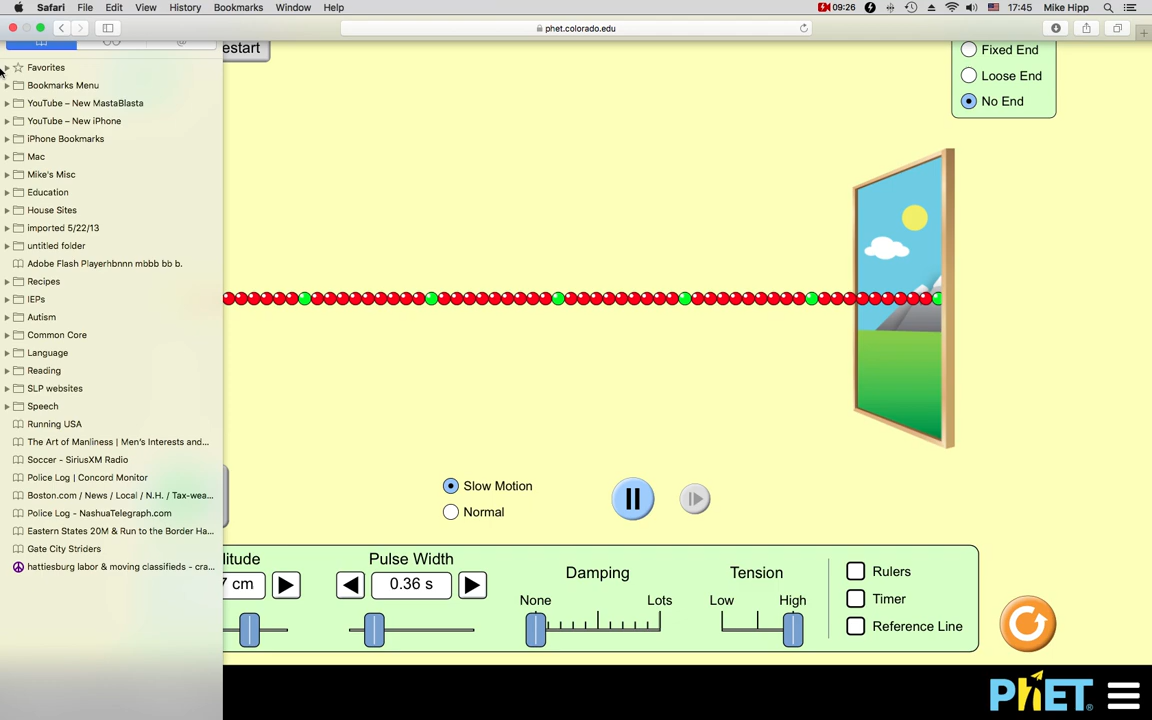 Safari File Edit View History Bookmarks Window Help 09:26 17:45 Mike Hipp
phet.colorado.edu
estart
Fixed End
Loose End
No End
Favorites
Bookmarks Menu
YouTube – New MastaBlasta
YouTube – New iPhone
iPhone Bookmarks
Mac
Mike's Misc
Education
House Sites
imported 5/22/13
untitled folder
Adobe Flash Playerhbnnn mbbb bb b.
Recipes
IEPs
Autism
Common Core
Language
Reading
SLP websites
Speech
Running USA
The Art of Manliness | Men's Interests and...
Soccer - SiriusXM Radio
Police Log | Concord Monitor
Boston.com / News / Local / N.H. / Tax-wea...
Police Log - NashuaTelegraph.com
Eastern States 20M & Run to the Border Ha...
Gate City Striders
hattiesburg labor & moving classifieds - cra...
Slow Motion
Normal
litude
7 cm
Pulse Width
0.36 s
Damping
None Lots
Tension
Low High
Rulers
Timer
Reference Line
PhET